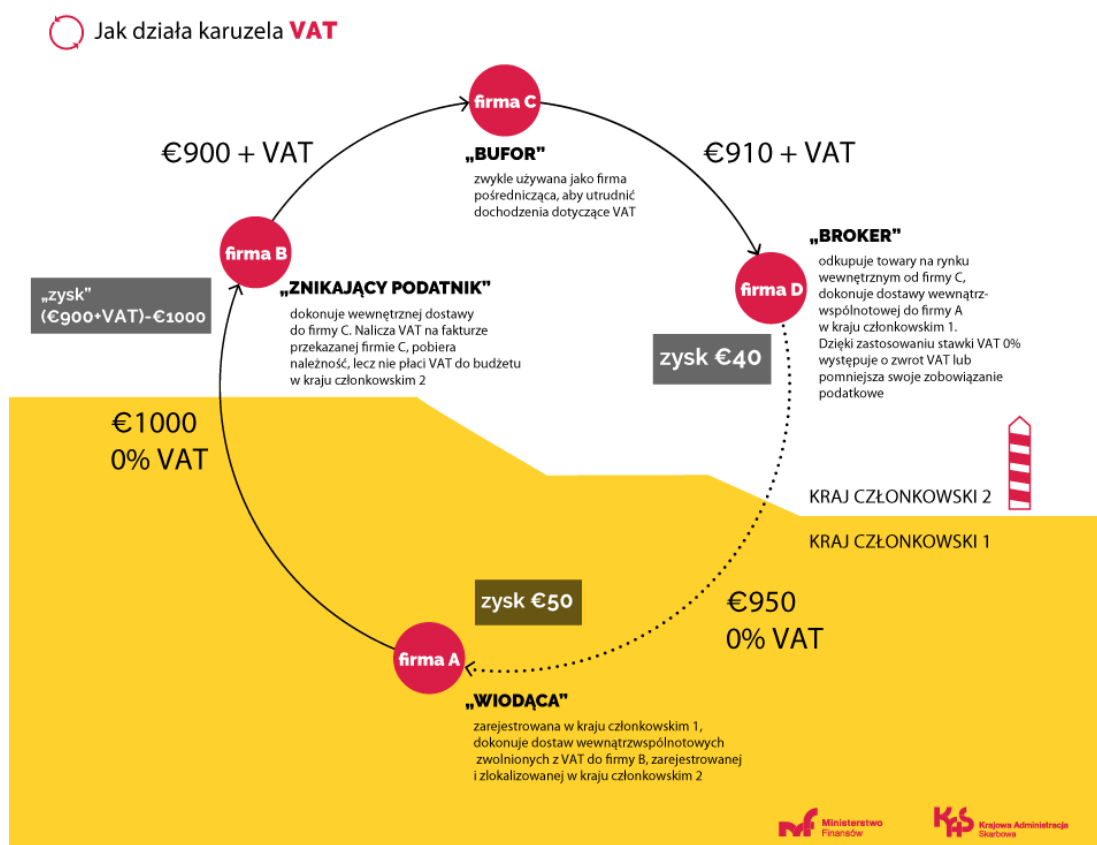 Jak działa karuzela VAT
firma C
€900 + VAT
€910 + VAT
„BUFOR”
zwykle używana jako firma
pośrednicząca, aby utrudnić
dochodzenia dotyczące VAT
firma B
„ZNIKAJĄCY PODATNIK”
dokonuje wewnętrznej dostawy
do firmy C. Nalicza VAT na fakturze
przekazanej firmie C, pobiera
należność, lecz nie płaci VAT do budżetu
w kraju członkowskim 2
„zysk”
(€900+VAT)-€1000
firma D
„BROKER”
odkupuje towary na rynku
wewnętrznym od firmy C,
dokonuje dostawy wewnątrz-
wspólnotowej do firmy A
w kraju członkowskim 1.
Dzięki zastosowaniu stawki VAT 0%
występuje o zwrot VAT lub
pomniejsza swoje zobowiązanie
podatkowe
zysk €40
€1000
0% VAT
KRAJ CZŁONKOWSKI 2
KRAJ CZŁONKOWSKI 1
zysk €50
€950
0% VAT
firma A
„WIODĄCA”
zarejestrowana w kraju członkowskim 1,
dokonuje dostaw wewnątrzwspólnotowych
zwolnionych z VAT do firmy B, zarejestrowanej
i zlokalizowanej w kraju członkowskim 2
mf Ministerstwo
Finansów
KAS Krajowa Administracja
Skarbowa